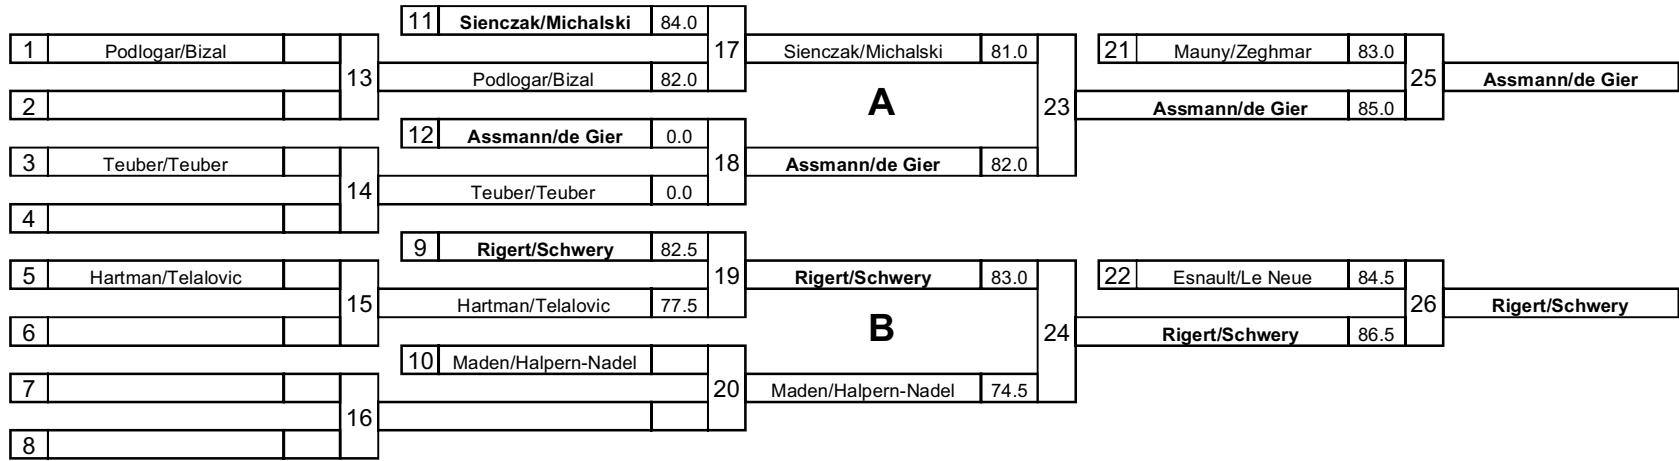 11 Sienczak/Michalski 84.0
1 Podlogar/Bizal 17 Sienczak/Michalski 81.0 21 Mauny/Zeghmar 83.0
13 Podlogar/Bizal 82.0 25 Assmann/de Gier
2 A 23 Assmann/de Gier 85.0
12 Assmann/de Gier 0.0
3 Teuber/Teuber 18 Assmann/de Gier 82.0
14 Teuber/Teuber 0.0
4
9 Rigert/Schwery 82.5
5 Hartman/Telalovic 19 Rigert/Schwery 83.0 22 Esnault/Le Neue 84.5
15 Hartman/Telalovic 77.5 26 Rigert/Schwery
6 B 24 Rigert/Schwery 86.5
10 Maden/Halpern-Nadel
7 20 Maden/Halpern-Nadel 74.5
16
8